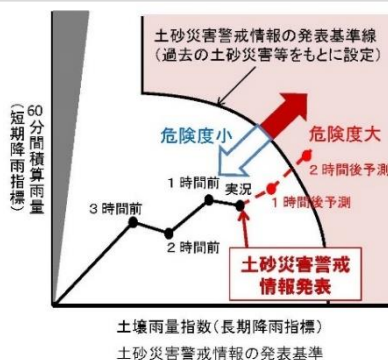 土砂災害警戒情報の発表基準線
(過去の土砂災害等をもとに設定)
60分間積算雨量
(短期降雨指標)
危険度小
危険度大
2時間後予測
1時間前
実況
1時間後予測
3時間前
2時間前
土砂災害警戒
情報発表
土壌雨量指数(長期降雨指標)
土砂災害警戒情報の発表基準